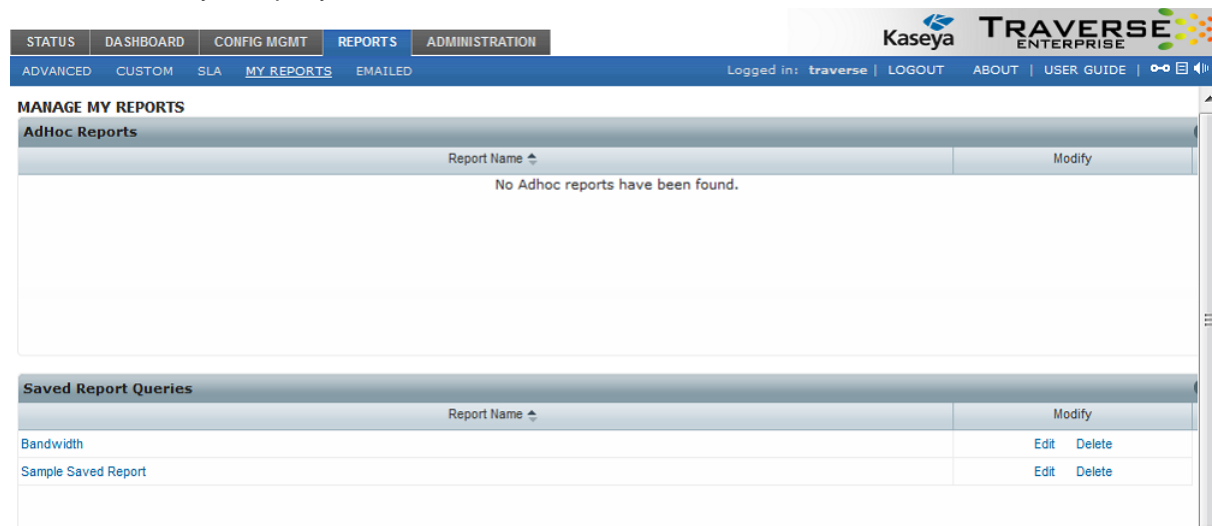 Kaseya TRAVERSE
ENTERPRISE
STATUS DASHBOARD CONFIG MGMT REPORTS ADMINISTRATION
ADVANCED CUSTOM SLA MY REPORTS EMAILED Logged in: traverse | LOGOUT ABOUT | USER GUIDE |
MANAGE MY REPORTS
AdHoc Reports
Report Name Modify
No Adhoc reports have been found.
Saved Report Queries
Report Name Modify
Bandwidth Edit Delete
Sample Saved Report Edit Delete